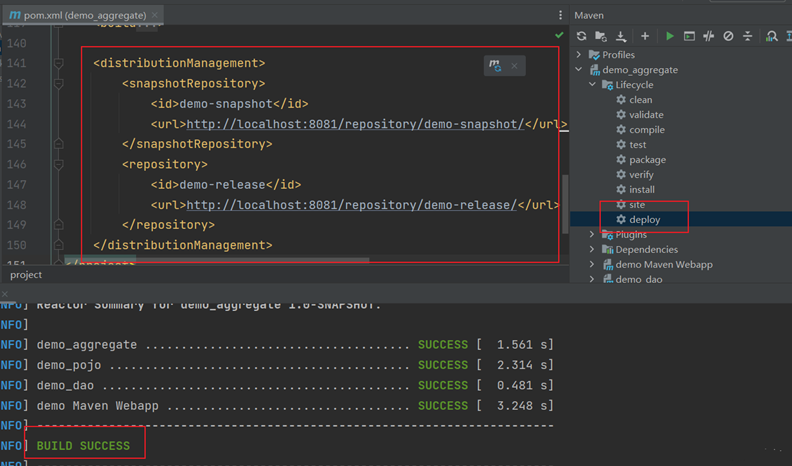 pom.xml (demo_aggregate)
140
141 <distributionManagement>
142 <snapshotRepository>
143 <id>demo-snapshot</id>
144 <url>http://localhost:8081/repository/demo-snapshot/</url>
145 </snapshotRepository>
146 <repository>
147 <id>demo-release</id>
148 <url>http://localhost:8081/repository/demo-release/</url>
149 </repository>
150 </distributionManagement>
151 </project>
project
Maven
Profiles
demo_aggregate
Lifecycle
clean
validate
compile
test
package
verify
install
site
deploy
Plugins
Dependencies
demo Maven Webapp
demo_dao
NFO] Reactor Summary for demo_aggregate 1.0-SNAPSHOT:
NFO]
NFO] demo_aggregate ................................... SUCCESS [  1.561 s]
NFO] demo_pojo ........................................ SUCCESS [  2.314 s]
NFO] demo_dao ......................................... SUCCESS [  0.481 s]
NFO] demo Maven Webapp ................................ SUCCESS [  3.248 s]
NFO] ------------------------------------------------------------------------
NFO] BUILD SUCCESS